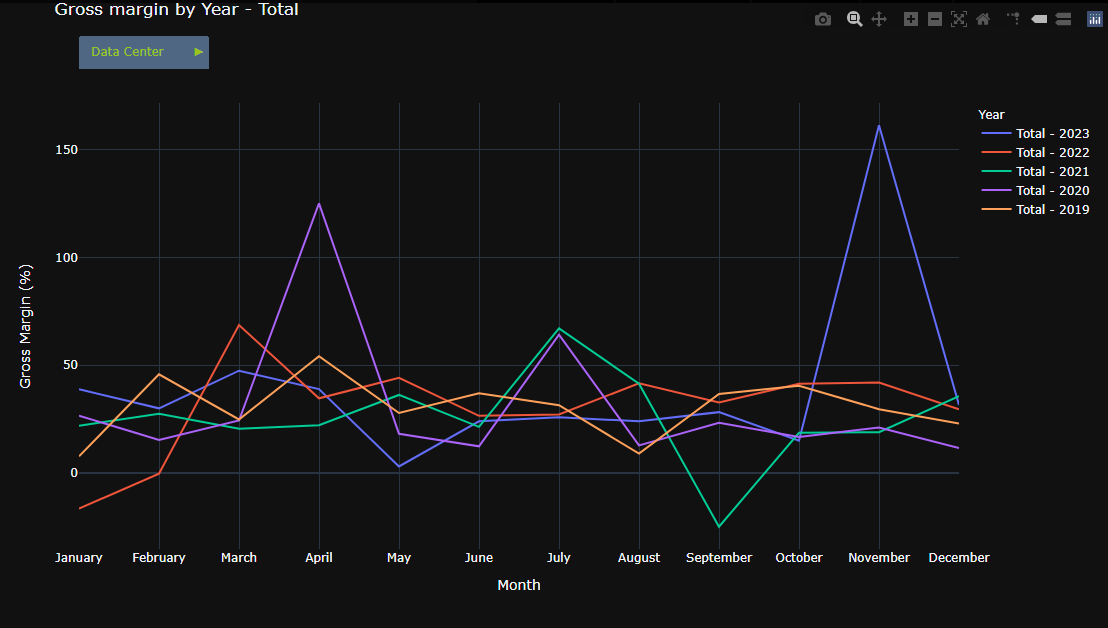 Gross margin by Year - Total
Data Center ►
Year
Total - 2023
Total - 2022
Total - 2021
Total - 2020
Total - 2019
150
100
50
0
Gross Margin (%)
January February March April May June July August September October November December
Month